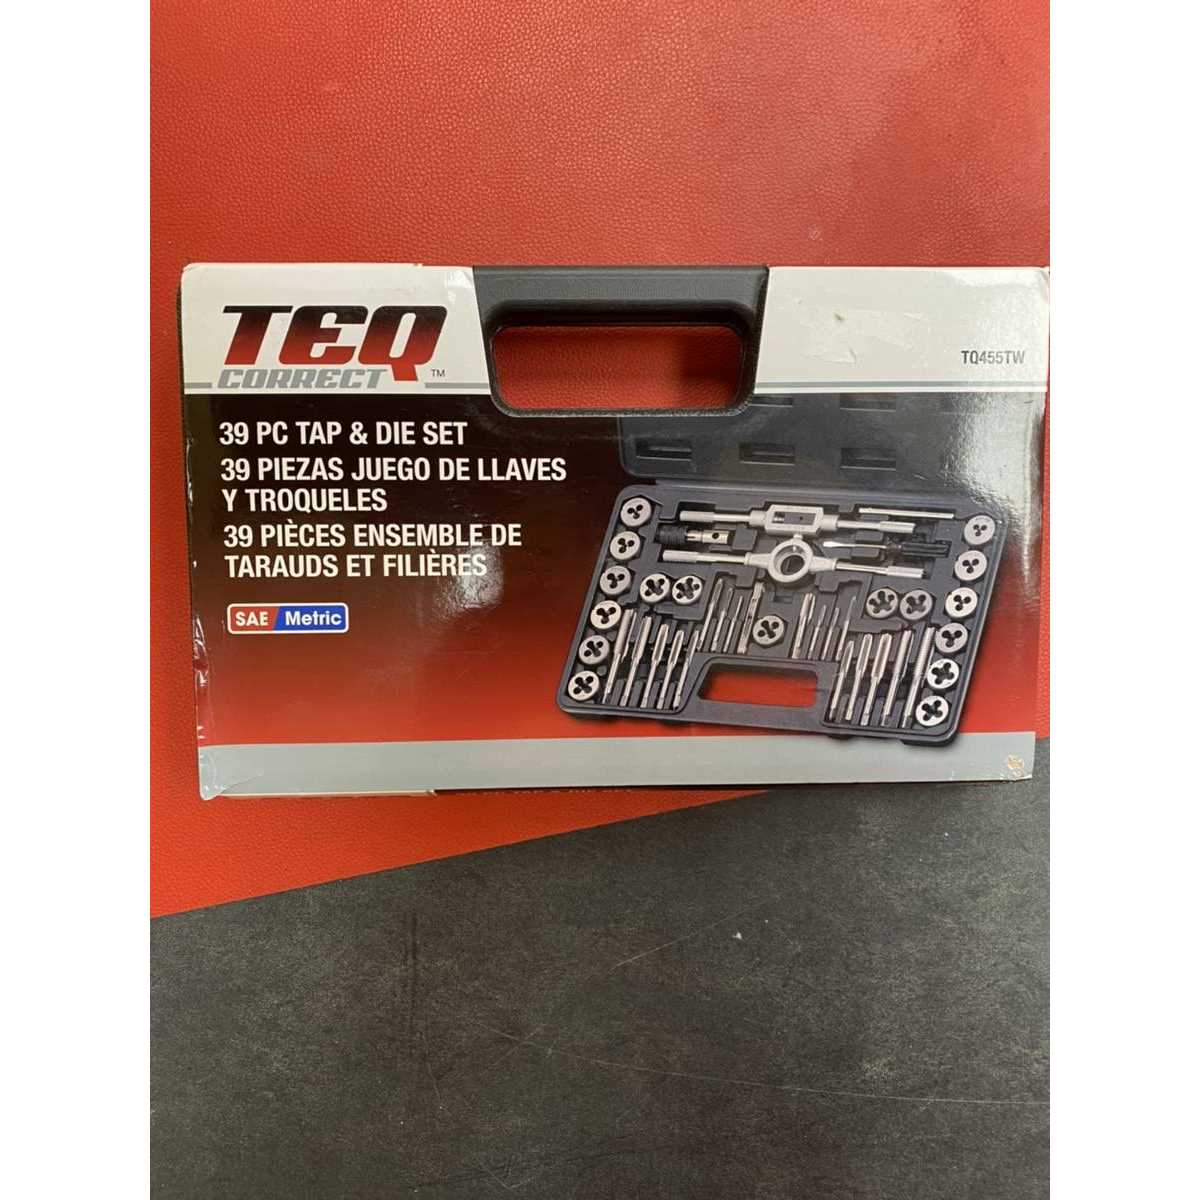 TEQ
CORRECT™
TQ455TW
39 PC TAP & DIE SET
39 PIEZAS JUEGO DE LLAVES
Y TROQUELES
39 PIÈCES ENSEMBLE DE
TARAUDS ET FILIÈRES
SAE Metric